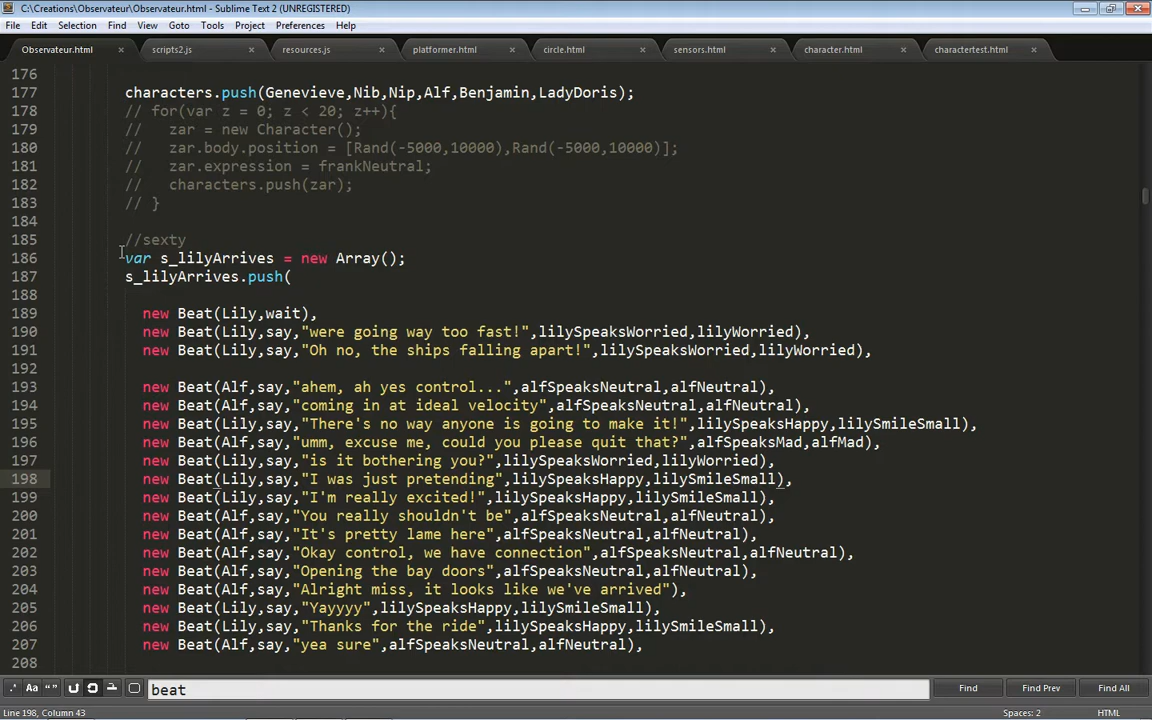 C:\Creations\Observateur\Observateur.html - Sublime Text 2 (UNREGISTERED)
File Edit Selection Find View Goto Tools Project Preferences Help
Observateur.html × scripts2.js × resources.js × platformer.html × circle.html × sensors.html × character.html × charactertest.html ×
176
177 characters.push(Genevieve,Nib,Nip,Alf,Benjamin,LadyDoris);
178 // for(var z = 0; z < 20; z++){
179 //   zar = new Character();
180 //   zar.body.position = [Rand(-5000,10000),Rand(-5000,10000)];
181 //   zar.expression = frankNeutral;
182 //   characters.push(zar);
183 // }
184
185 //sexty
186 var s_lilyArrives = new Array();
187 s_lilyArrives.push(
188
189 new Beat(Lily,wait),
190 new Beat(Lily,say,"were going way too fast!",lilySpeaksWorried,lilyWorried),
191 new Beat(Lily,say,"Oh no, the ships falling apart!",lilySpeaksWorried,lilyWorried),
192
193 new Beat(Alf,say,"ahem, ah yes control...",alfSpeaksNeutral,alfNeutral),
194 new Beat(Alf,say,"coming in at ideal velocity",alfSpeaksNeutral,alfNeutral),
195 new Beat(Lily,say,"There's no way anyone is going to make it!",lilySpeaksHappy,lilySmileSmall),
196 new Beat(Alf,say,"umm, excuse me, could you please quit that?",alfSpeaksMad,alfMad),
197 new Beat(Lily,say,"is it bothering you?",lilySpeaksWorried,lilyWorried),
198 new Beat(Lily,say,"I was just pretending",lilySpeaksHappy,lilySmileSmall),
199 new Beat(Lily,say,"I'm really excited!",lilySpeaksHappy,lilySmileSmall),
200 new Beat(Alf,say,"You really shouldn't be",alfSpeaksNeutral,alfNeutral),
201 new Beat(Alf,say,"It's pretty lame here",alfSpeaksNeutral,alfNeutral),
202 new Beat(Alf,say,"Okay control, we have connection",alfSpeaksNeutral,alfNeutral),
203 new Beat(Alf,say,"Opening the bay doors",alfSpeaksNeutral,alfNeutral),
204 new Beat(Alf,say,"Alright miss, it looks like we've arrived"),
205 new Beat(Lily,say,"Yayyyy",lilySpeaksHappy,lilySmileSmall),
206 new Beat(Lily,say,"Thanks for the ride",lilySpeaksHappy,lilySmileSmall),
207 new Beat(Alf,say,"yea sure",alfSpeaksNeutral,alfNeutral),
208
.* Aa “” beat Find Find Prev Find All
Line 198, Column 43 Spaces: 2 HTML